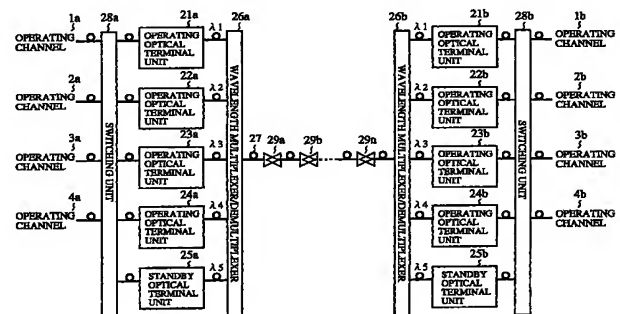 1a 28a 21a 26a 26b 21b 28b 1b
OPERATING CHANNEL
OPERATING OPTICAL TERMINAL UNIT
λ1
λ1
OPERATING OPTICAL TERMINAL UNIT
OPERATING CHANNEL
2a 22a 22b 2b
OPERATING CHANNEL
OPERATING OPTICAL TERMINAL UNIT
λ2
λ2
OPERATING OPTICAL TERMINAL UNIT
OPERATING CHANNEL
3a 23a 27 29a 29b 29n 23b 3b
OPERATING CHANNEL
SWITCHING UNIT
OPERATING OPTICAL TERMINAL UNIT
λ3
WAVELENGTH MULTIPLEXER/DEMULTIPLEXER
WAVELENGTH MULTIPLEXER/DEMULTIPLEXER
λ3
OPERATING OPTICAL TERMINAL UNIT
SWITCHING UNIT
OPERATING CHANNEL
4a 24a 24b 4b
OPERATING CHANNEL
OPERATING OPTICAL TERMINAL UNIT
λ4
λ4
OPERATING OPTICAL TERMINAL UNIT
OPERATING CHANNEL
25a 25b
STANDBY OPTICAL TERMINAL UNIT
λ5
λ5
STANDBY OPTICAL TERMINAL UNIT